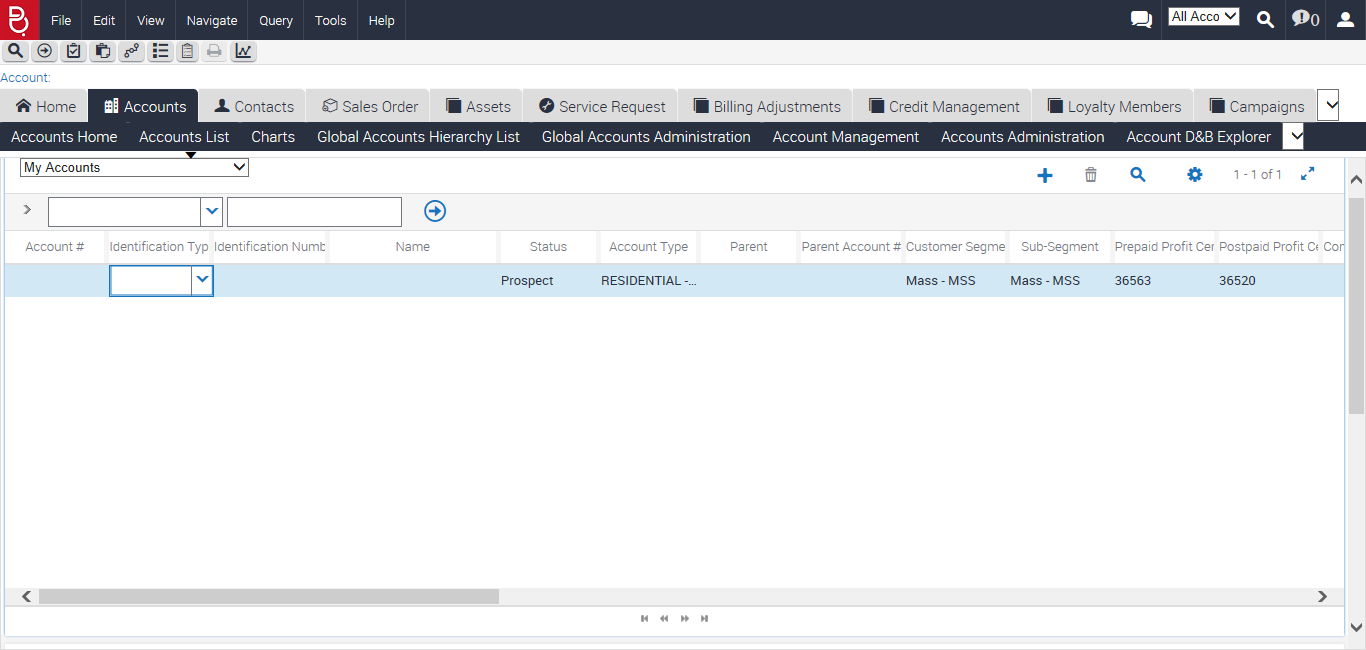 File Edit View Navigate Query Tools Help All Acco 0
Account:
Home Accounts Contacts Sales Order Assets Service Request Billing Adjustments Credit Management Loyalty Members Campaigns
Accounts Home Accounts List Charts Global Accounts Hierarchy List Global Accounts Administration Account Management Accounts Administration Account D&B Explorer
My Accounts 1 - 1 of 1
Account # Identification Typ Identification Numb Name Status Account Type Parent Parent Account # Customer Segme Sub-Segment Prepaid Profit Cer Postpaid Profit Ce Con
Prospect RESIDENTIAL -... Mass - MSS Mass - MSS 36563 36520